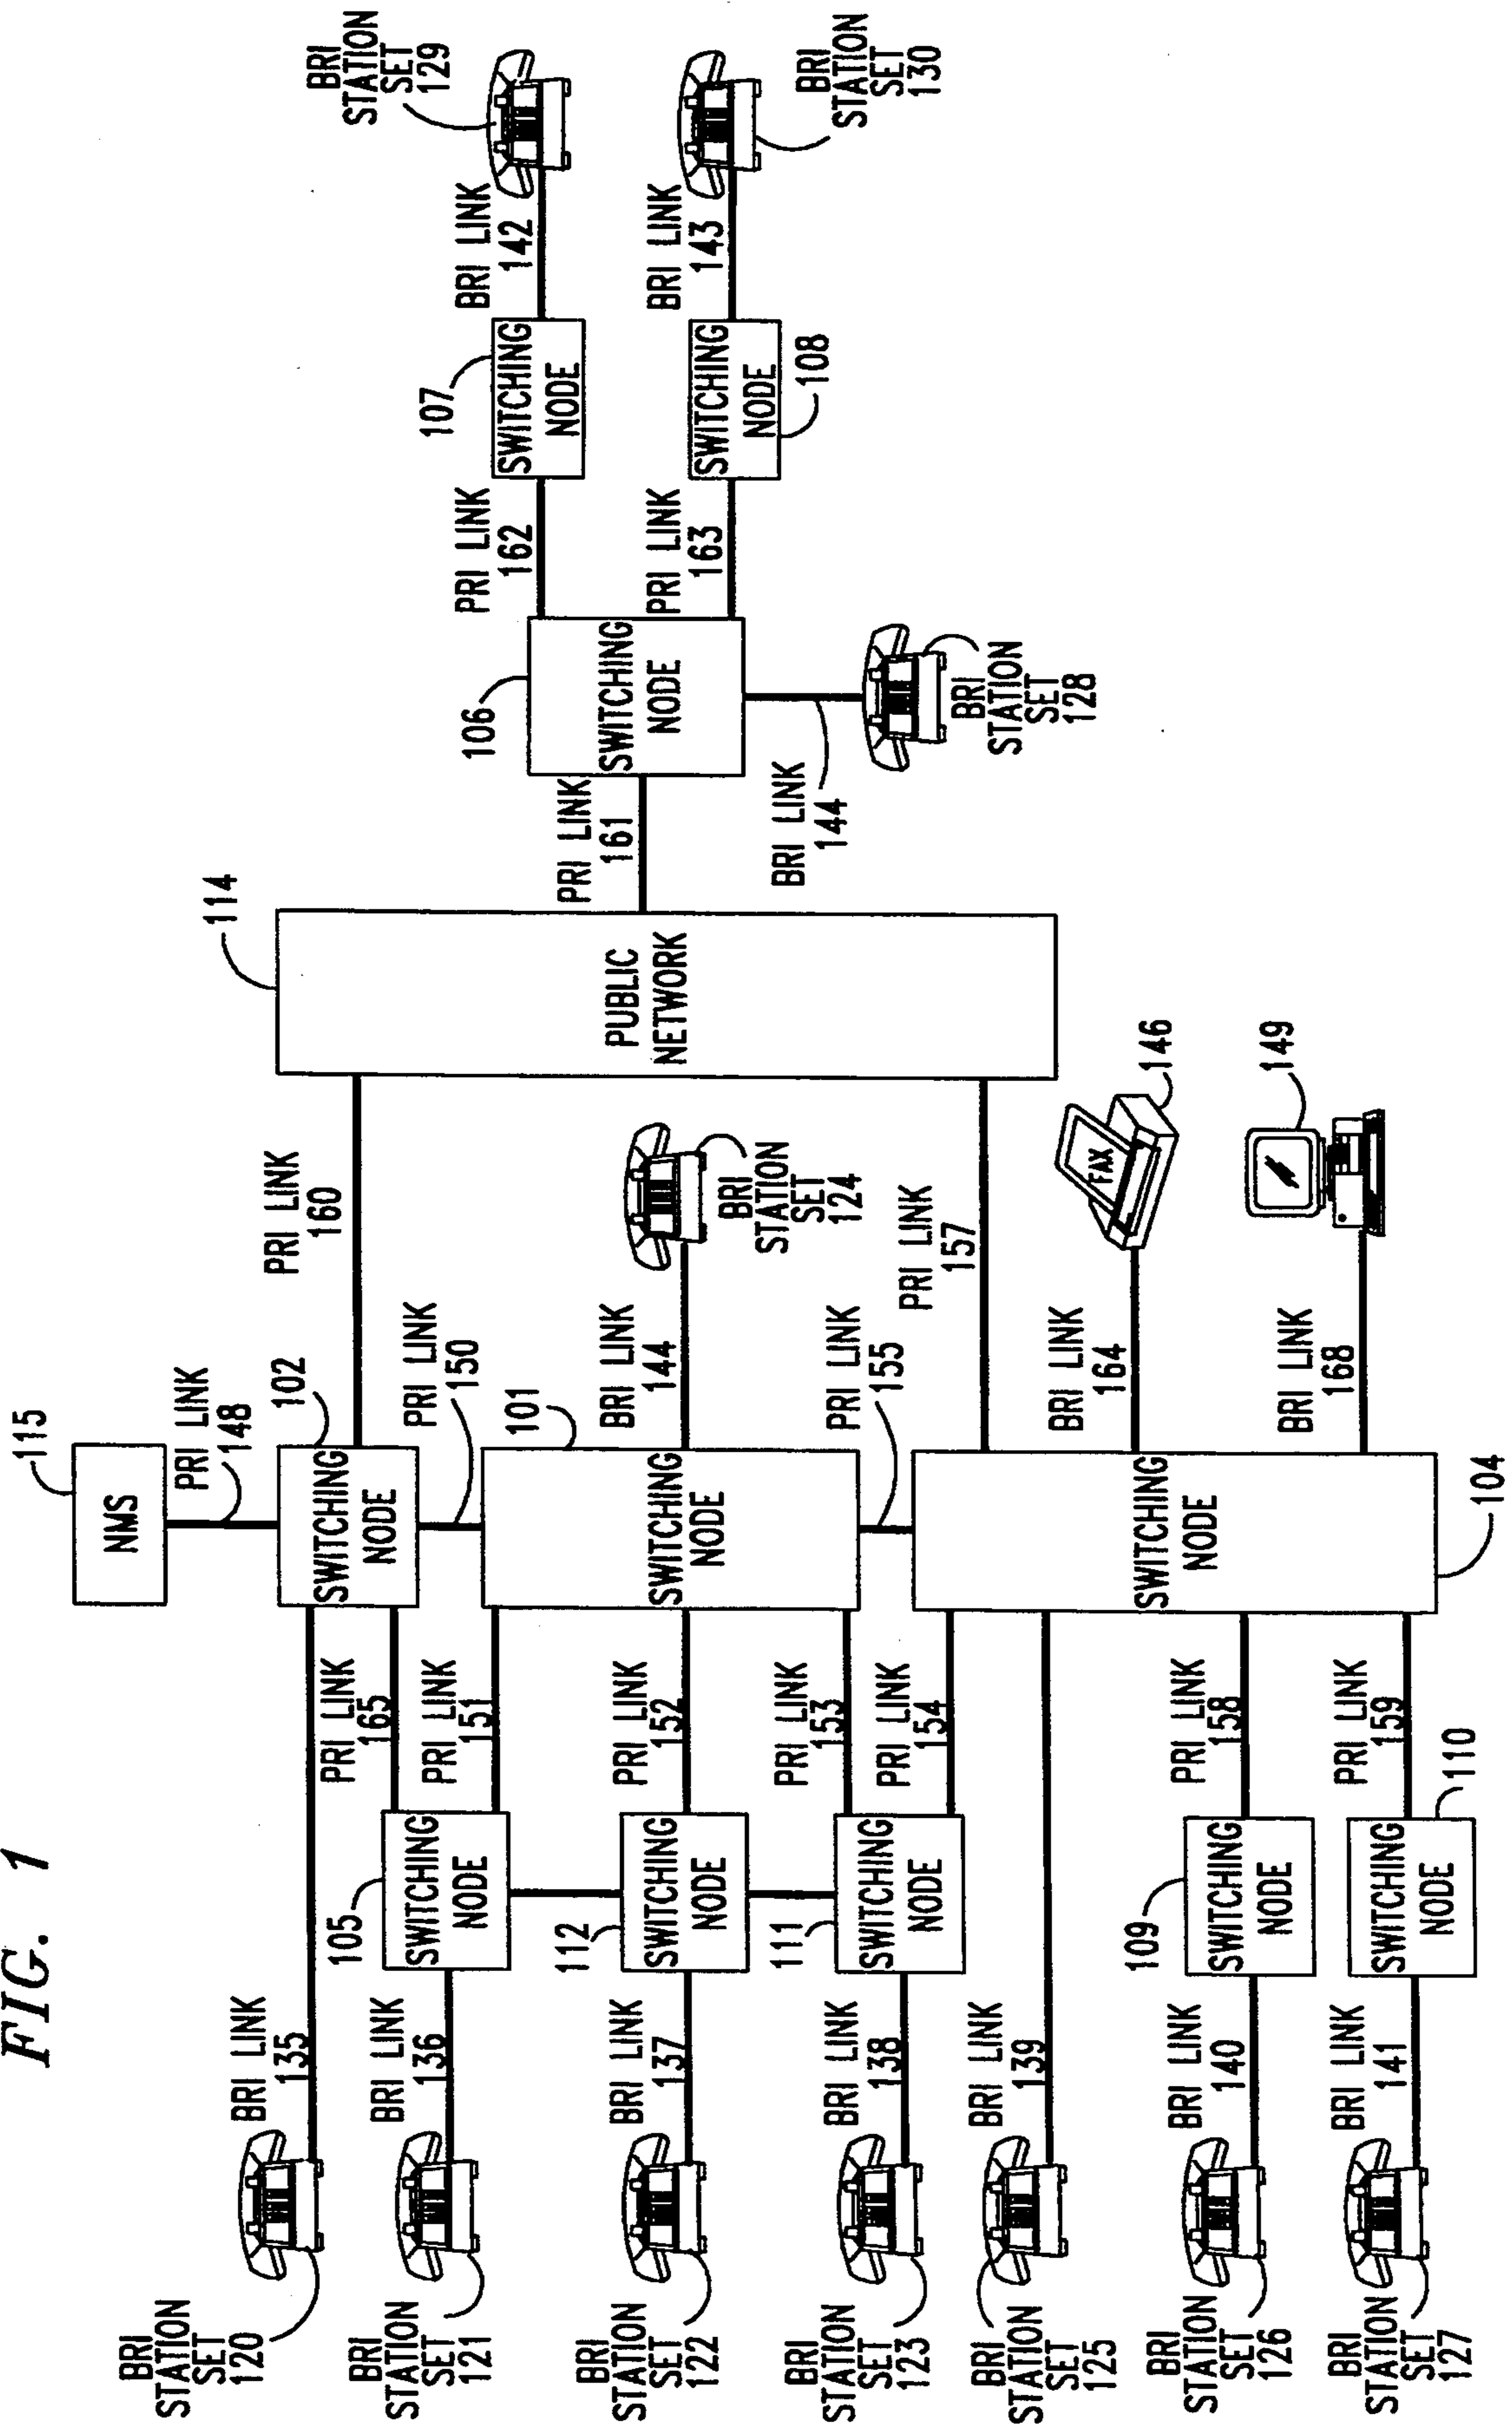 FIG. 1
115
NMS
PRI LINK
148
102
SWITCHING
NODE
PRI LINK
160
PRI LINK
150
101
SWITCHING
NODE
BRI LINK
144
BRI
STATION
SET
124
PRI LINK
155
PRI LINK
157
SWITCHING
NODE
104
BRI LINK
164
FAX
146
BRI LINK
168
149
114
PUBLIC
NETWORK
PRI LINK
161
106
SWITCHING
NODE
BRI LINK
144
BRI
STATION
SET
128
PRI LINK
162
PRI LINK
163
107
SWITCHING
NODE
SWITCHING
NODE
108
BRI LINK
142
BRI LINK
143
BRI
STATION
SET
129
BRI
STATION
SET
130
BRI
STATION
SET
120
BRI LINK
135
PRI LINK
165
PRI LINK
151
105
SWITCHING
NODE
BRI LINK
136
BRI
STATION
SET
121
PRI LINK
152
112
SWITCHING
NODE
BRI LINK
137
BRI
STATION
SET
122
PRI LINK
153
PRI LINK
154
111
SWITCHING
NODE
BRI LINK
138
BRI
STATION
SET
123
BRI LINK
139
BRI
STATION
SET
125
PRI LINK
158
109
SWITCHING
NODE
BRI LINK
140
BRI
STATION
SET
126
PRI LINK
159
110
SWITCHING
NODE
BRI LINK
141
BRI
STATION
SET
127